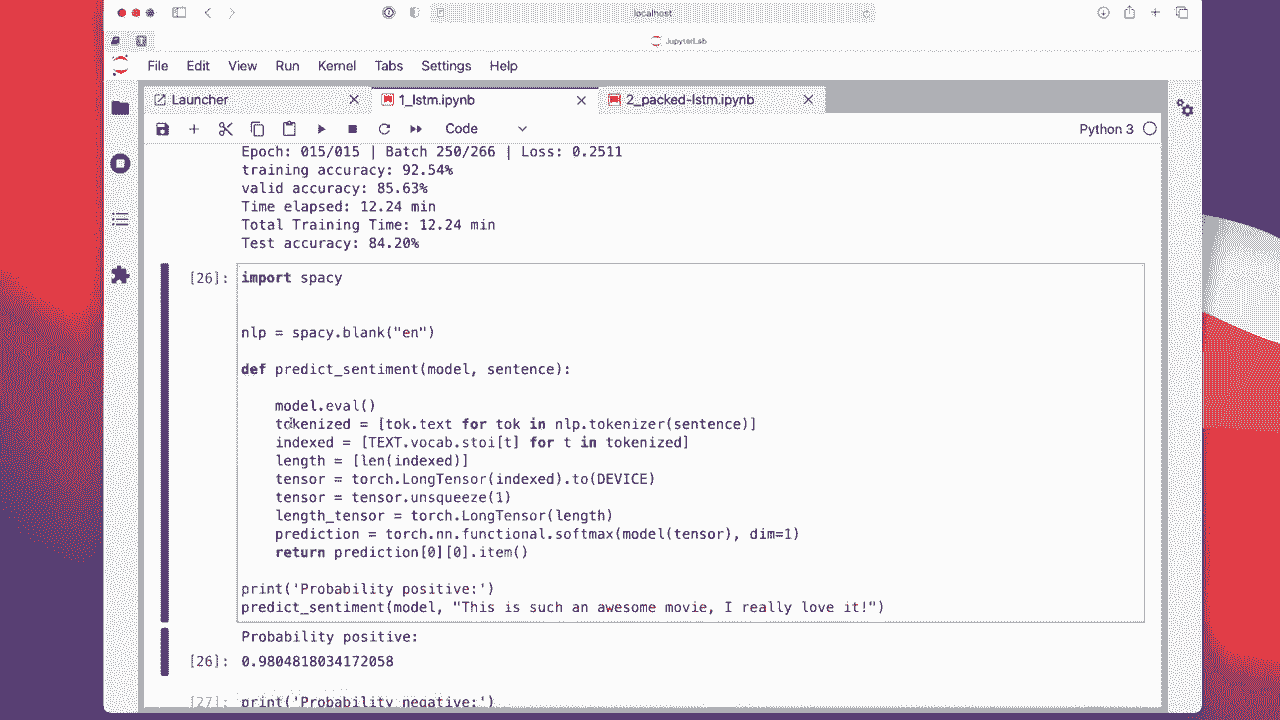 localhost
JupyterLab
File Edit View Run Kernel Tabs Settings Help
Launcher 1_lstm.ipynb 2_packed-lstm.ipynb
Code Python 3
Epoch: 015/015 | Batch 250/266 | Loss: 0.2511
training accuracy: 92.54%
valid accuracy: 85.63%
Time elapsed: 12.24 min
Total Training Time: 12.24 min
Test accuracy: 84.20%
[26]: import spacy
nlp = spacy.blank("en")
def predict_sentiment(model, sentence):
model.eval()
tokenized = [tok.text for tok in nlp.tokenizer(sentence)]
indexed = [TEXT.vocab.stoi[t] for t in tokenized]
length = [len(indexed)]
tensor = torch.LongTensor(indexed).to(DEVICE)
tensor = tensor.unsqueeze(1)
length_tensor = torch.LongTensor(length)
prediction = torch.nn.functional.softmax(model(tensor), dim=1)
return prediction[0][0].item()
print('Probability positive:')
predict_sentiment(model, "This is such an awesome movie, I really love it!")
Probability positive:
[26]: 0.9804818034172058
[27]: print('Probability negative:')